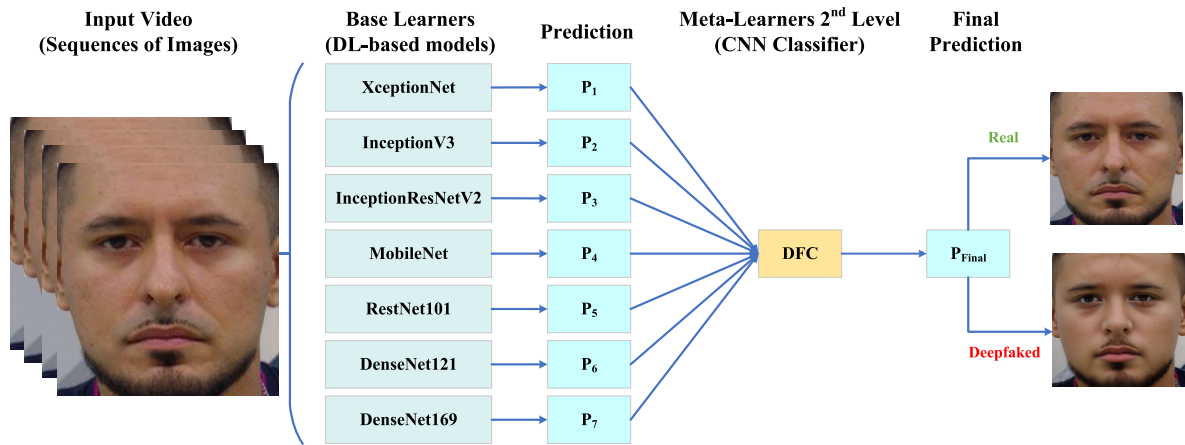 Input Video
(Sequences of Images)
Base Learners
(DL-based models)
Prediction
Meta-Learners 2nd Level
(CNN Classifier)
Final
Prediction
XceptionNet
P1
InceptionV3
P2
InceptionResNetV2
P3
MobileNet
P4
RestNet101
P5
DenseNet121
P6
DenseNet169
P7
DFC
PFinal
Real
Deepfaked